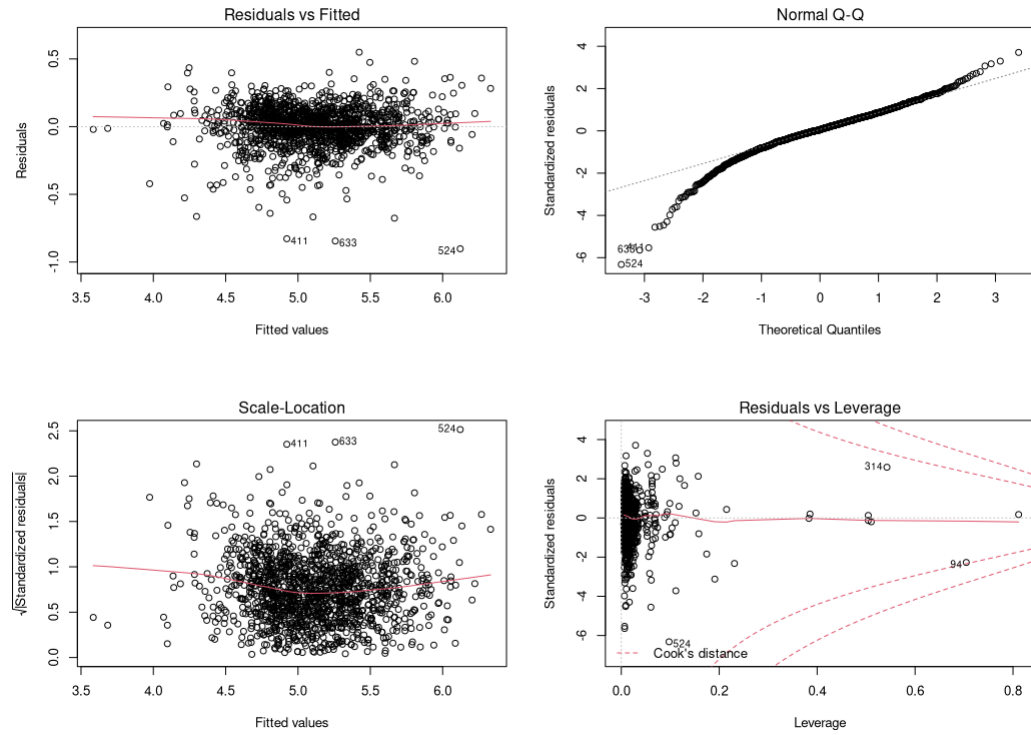 Residuals vs Fitted
Residuals
0.5
0.0
-0.5
-1.0
411
633
524
3.5 4.0 4.5 5.0 5.5 6.0
Fitted values
Normal Q-Q
Standardized residuals
4
2
0
-2
-4
-6
524
-3 -2 -1 0 1 2 3
Theoretical Quantiles
Scale-Location
√|Standardized residuals|
2.5
2.0
1.5
1.0
0.5
0.0
411
633
524
3.5 4.0 4.5 5.0 5.5 6.0
Fitted values
Residuals vs Leverage
Standardized residuals
4
2
0
-2
-4
-6
314
94
524
Cook's distance
0.0 0.2 0.4 0.6 0.8
Leverage